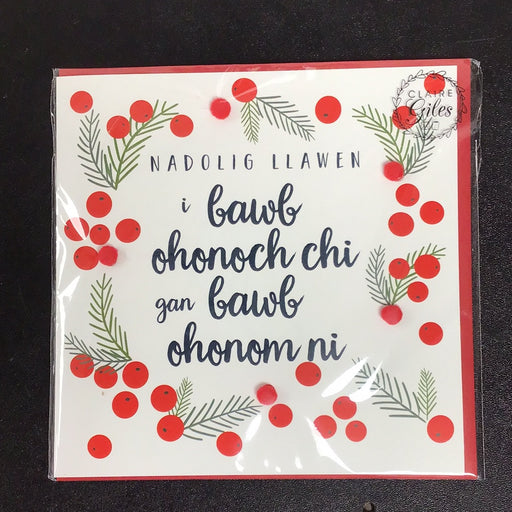 CLAIRE
Giles
NADOLIG LLAWEN
i bawb
ohonoch chi
gan bawb
ohonom ni